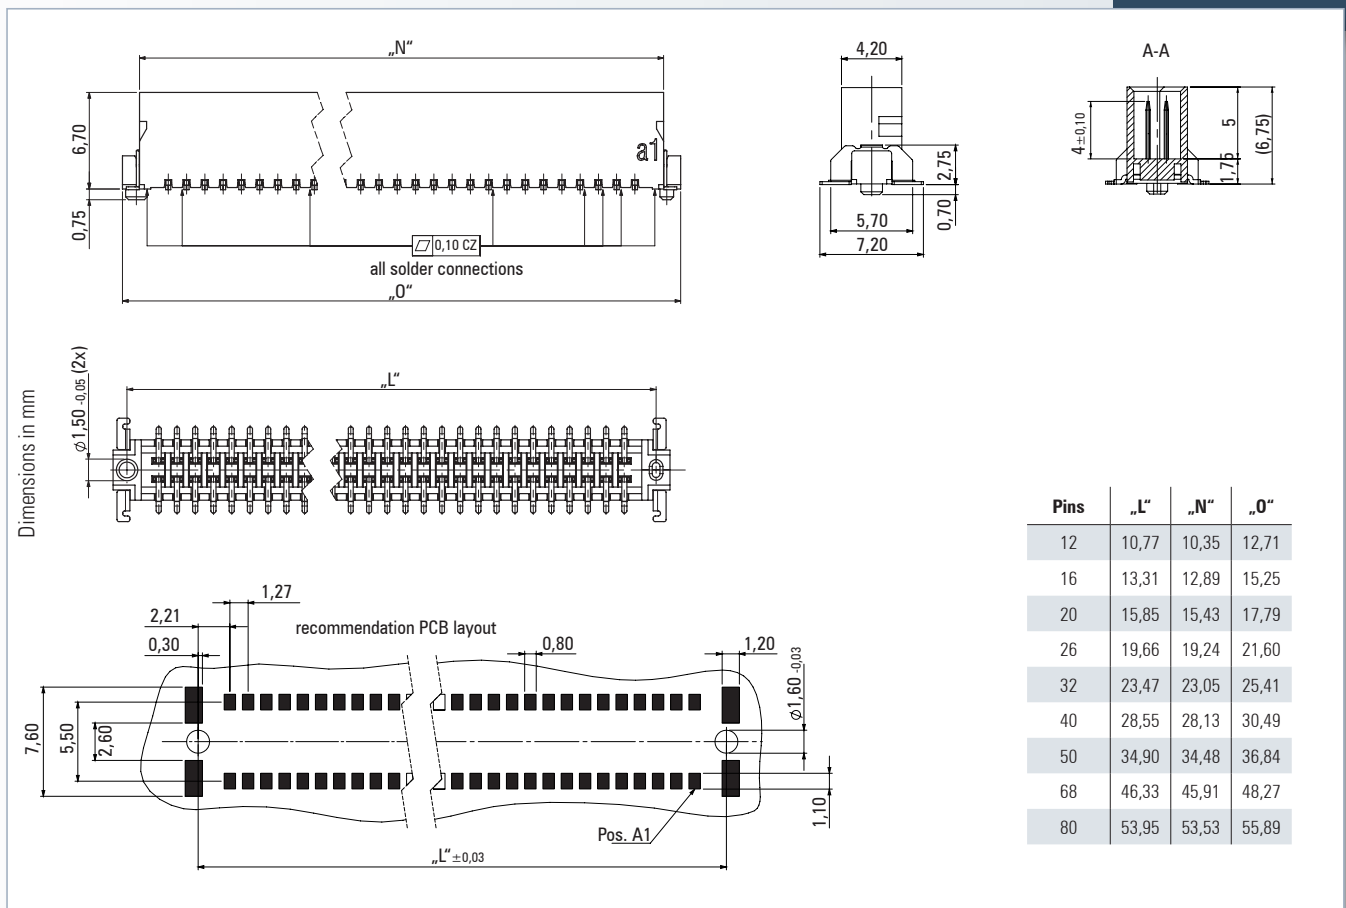 „N“
4,20
A-A
6,70
a1
0,75
0,10 CZ
all solder connections
„O“
2,75
0,70
5,70
7,20
4 ±0,10
5
1,75
(6,75)
Dimensions in mm
∅1,50 -0,05 (2x)
„L“
1,27
2,21
recommendation PCB layout
0,30
0,80
1,20
∅1,60 -0,03
7,60
5,50
2,60
1,10
Pos. A1
„L“ ±0,03
Pins „L“ „N“ „O“
12 10,77 10,35 12,71
16 13,31 12,89 15,25
20 15,85 15,43 17,79
26 19,66 19,24 21,60
32 23,47 23,05 25,41
40 28,55 28,13 30,49
50 34,90 34,48 36,84
68 46,33 45,91 48,27
80 53,95 53,53 55,89